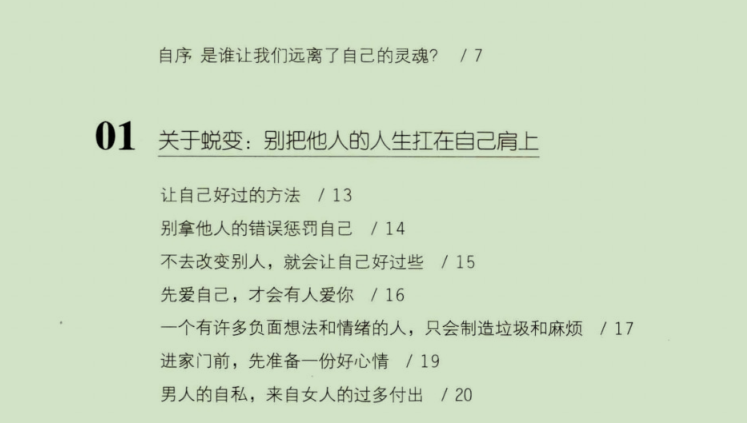 自序 是谁让我们远离了自己的灵魂? / 7
01 关于蜕变: 别把他人的人生扛在自己肩上
让自己好过的方法 / 13
别拿他人的错误惩罚自己 / 14
不去改变别人，就会让自己好过些 / 15
先爱自己，才会有人爱你 / 16
一个有许多负面想法和情绪的人，只会制造垃圾和麻烦 / 17
进家门前，先准备一份好心情 / 19
男人的自私，来自女人的过多付出 / 20